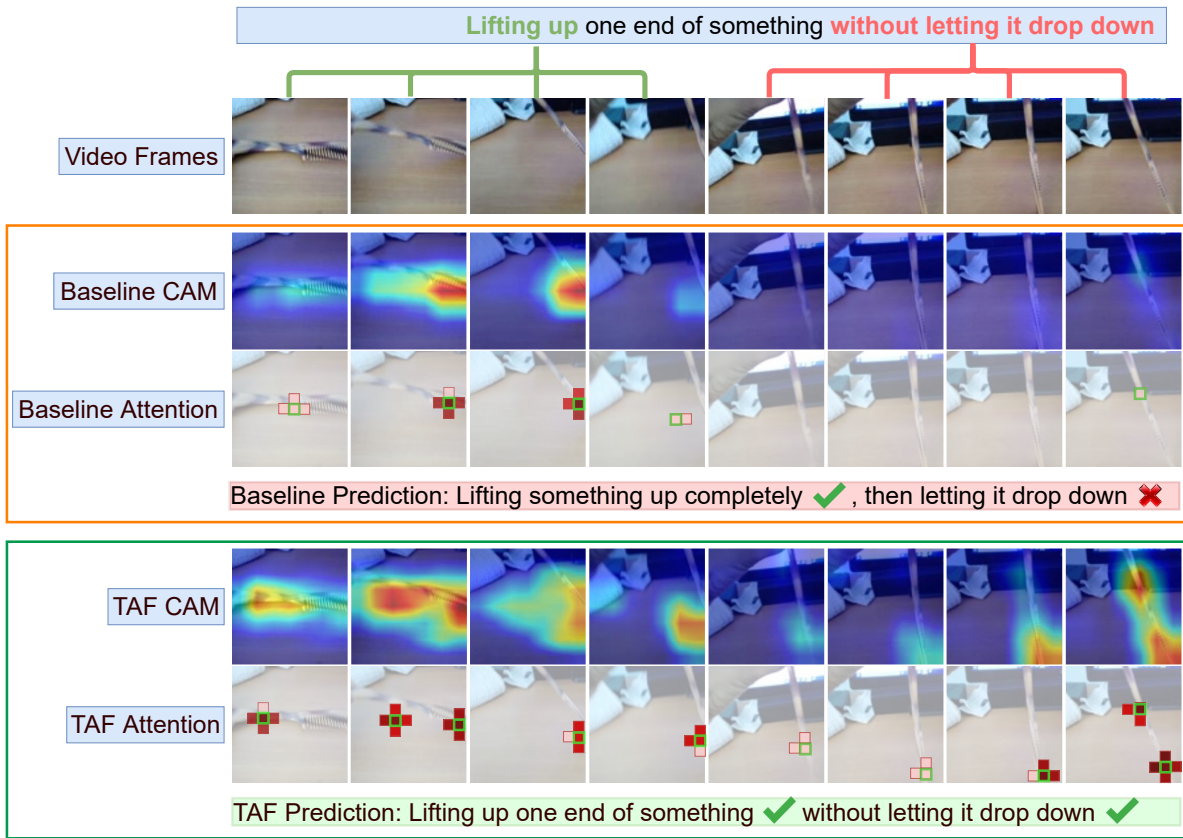 Lifting up one end of something without letting it drop down
Video Frames
Baseline CAM
Baseline Attention
Baseline Prediction: Lifting something up completely ✔ , then letting it drop down ✖
TAF CAM
TAF Attention
TAF Prediction: Lifting up one end of something ✔ without letting it drop down ✔